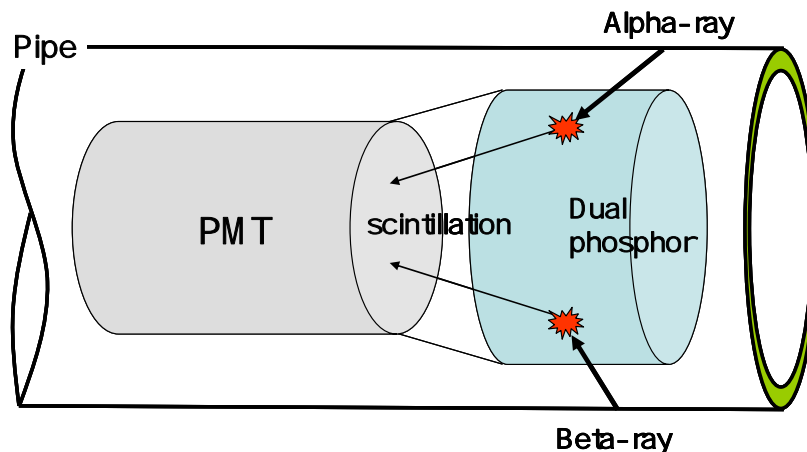 Alpha-ray
Pipe
PMT
scintillation
Dual
phosphor
Beta-ray